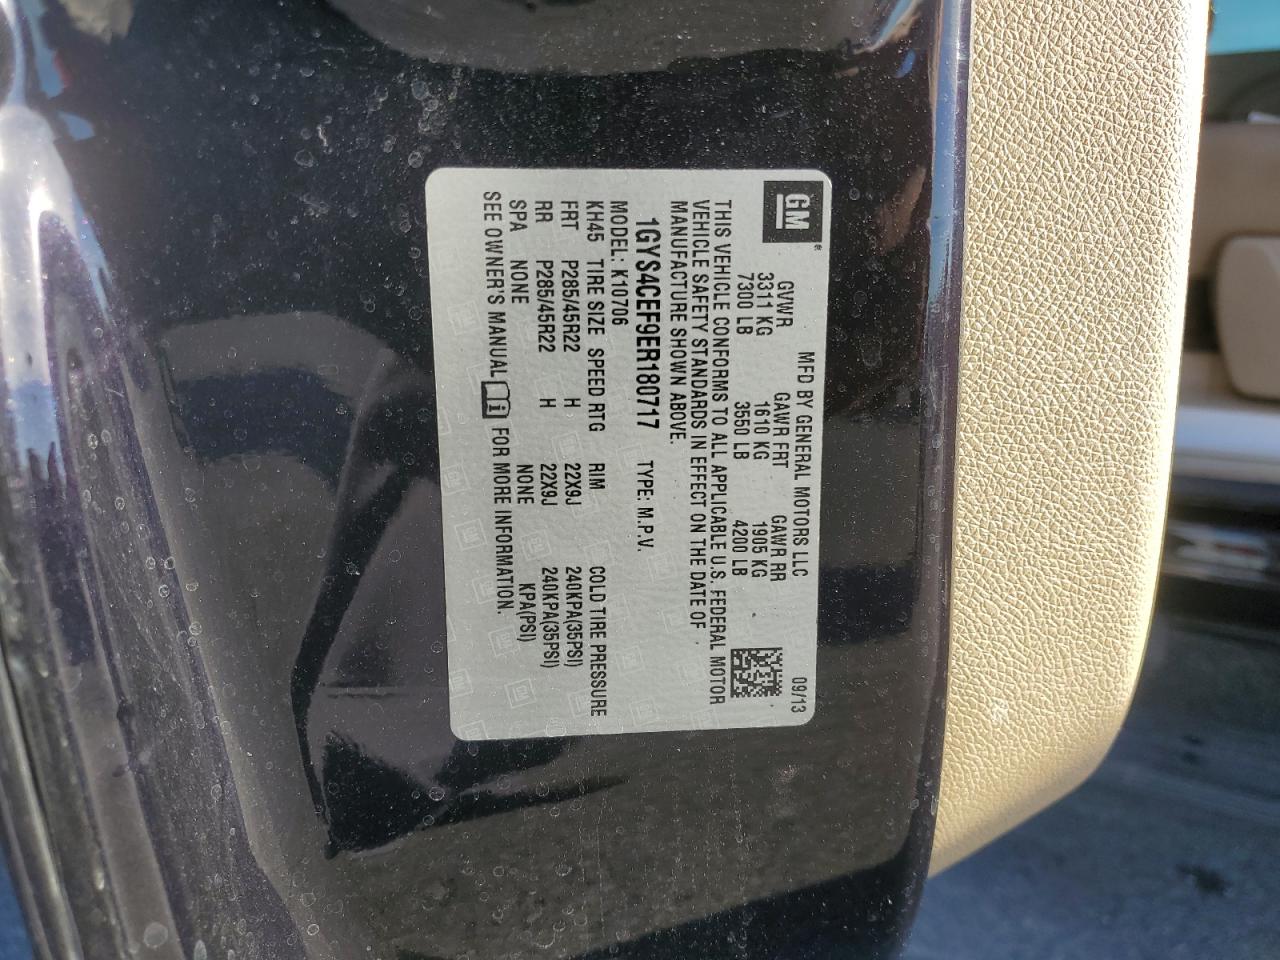 GM®
MFD BY GENERAL MOTORS LLC 09/13
GVWR GAWR FRT GAWR RR
3311 KG 1610 KG 1905 KG
7300 LB 3550 LB 4200 LB
THIS VEHICLE CONFORMS TO ALL APPLICABLE U.S. FEDERAL MOTOR
VEHICLE SAFETY STANDARDS IN EFFECT ON THE DATE OF
MANUFACTURE SHOWN ABOVE.
1GYS4CEF9ER180717 TYPE: M.P.V.
MODEL: K10706
KH45 TIRE SIZE SPEED RTG RIM COLD TIRE PRESSURE
FRT P285/45R22 H 22X9J 240KPA(35PSI)
RR P285/45R22 H 22X9J 240KPA(35PSI)
SPA NONE NONE KPA(PSI)
SEE OWNER'S MANUAL i FOR MORE INFORMATION.